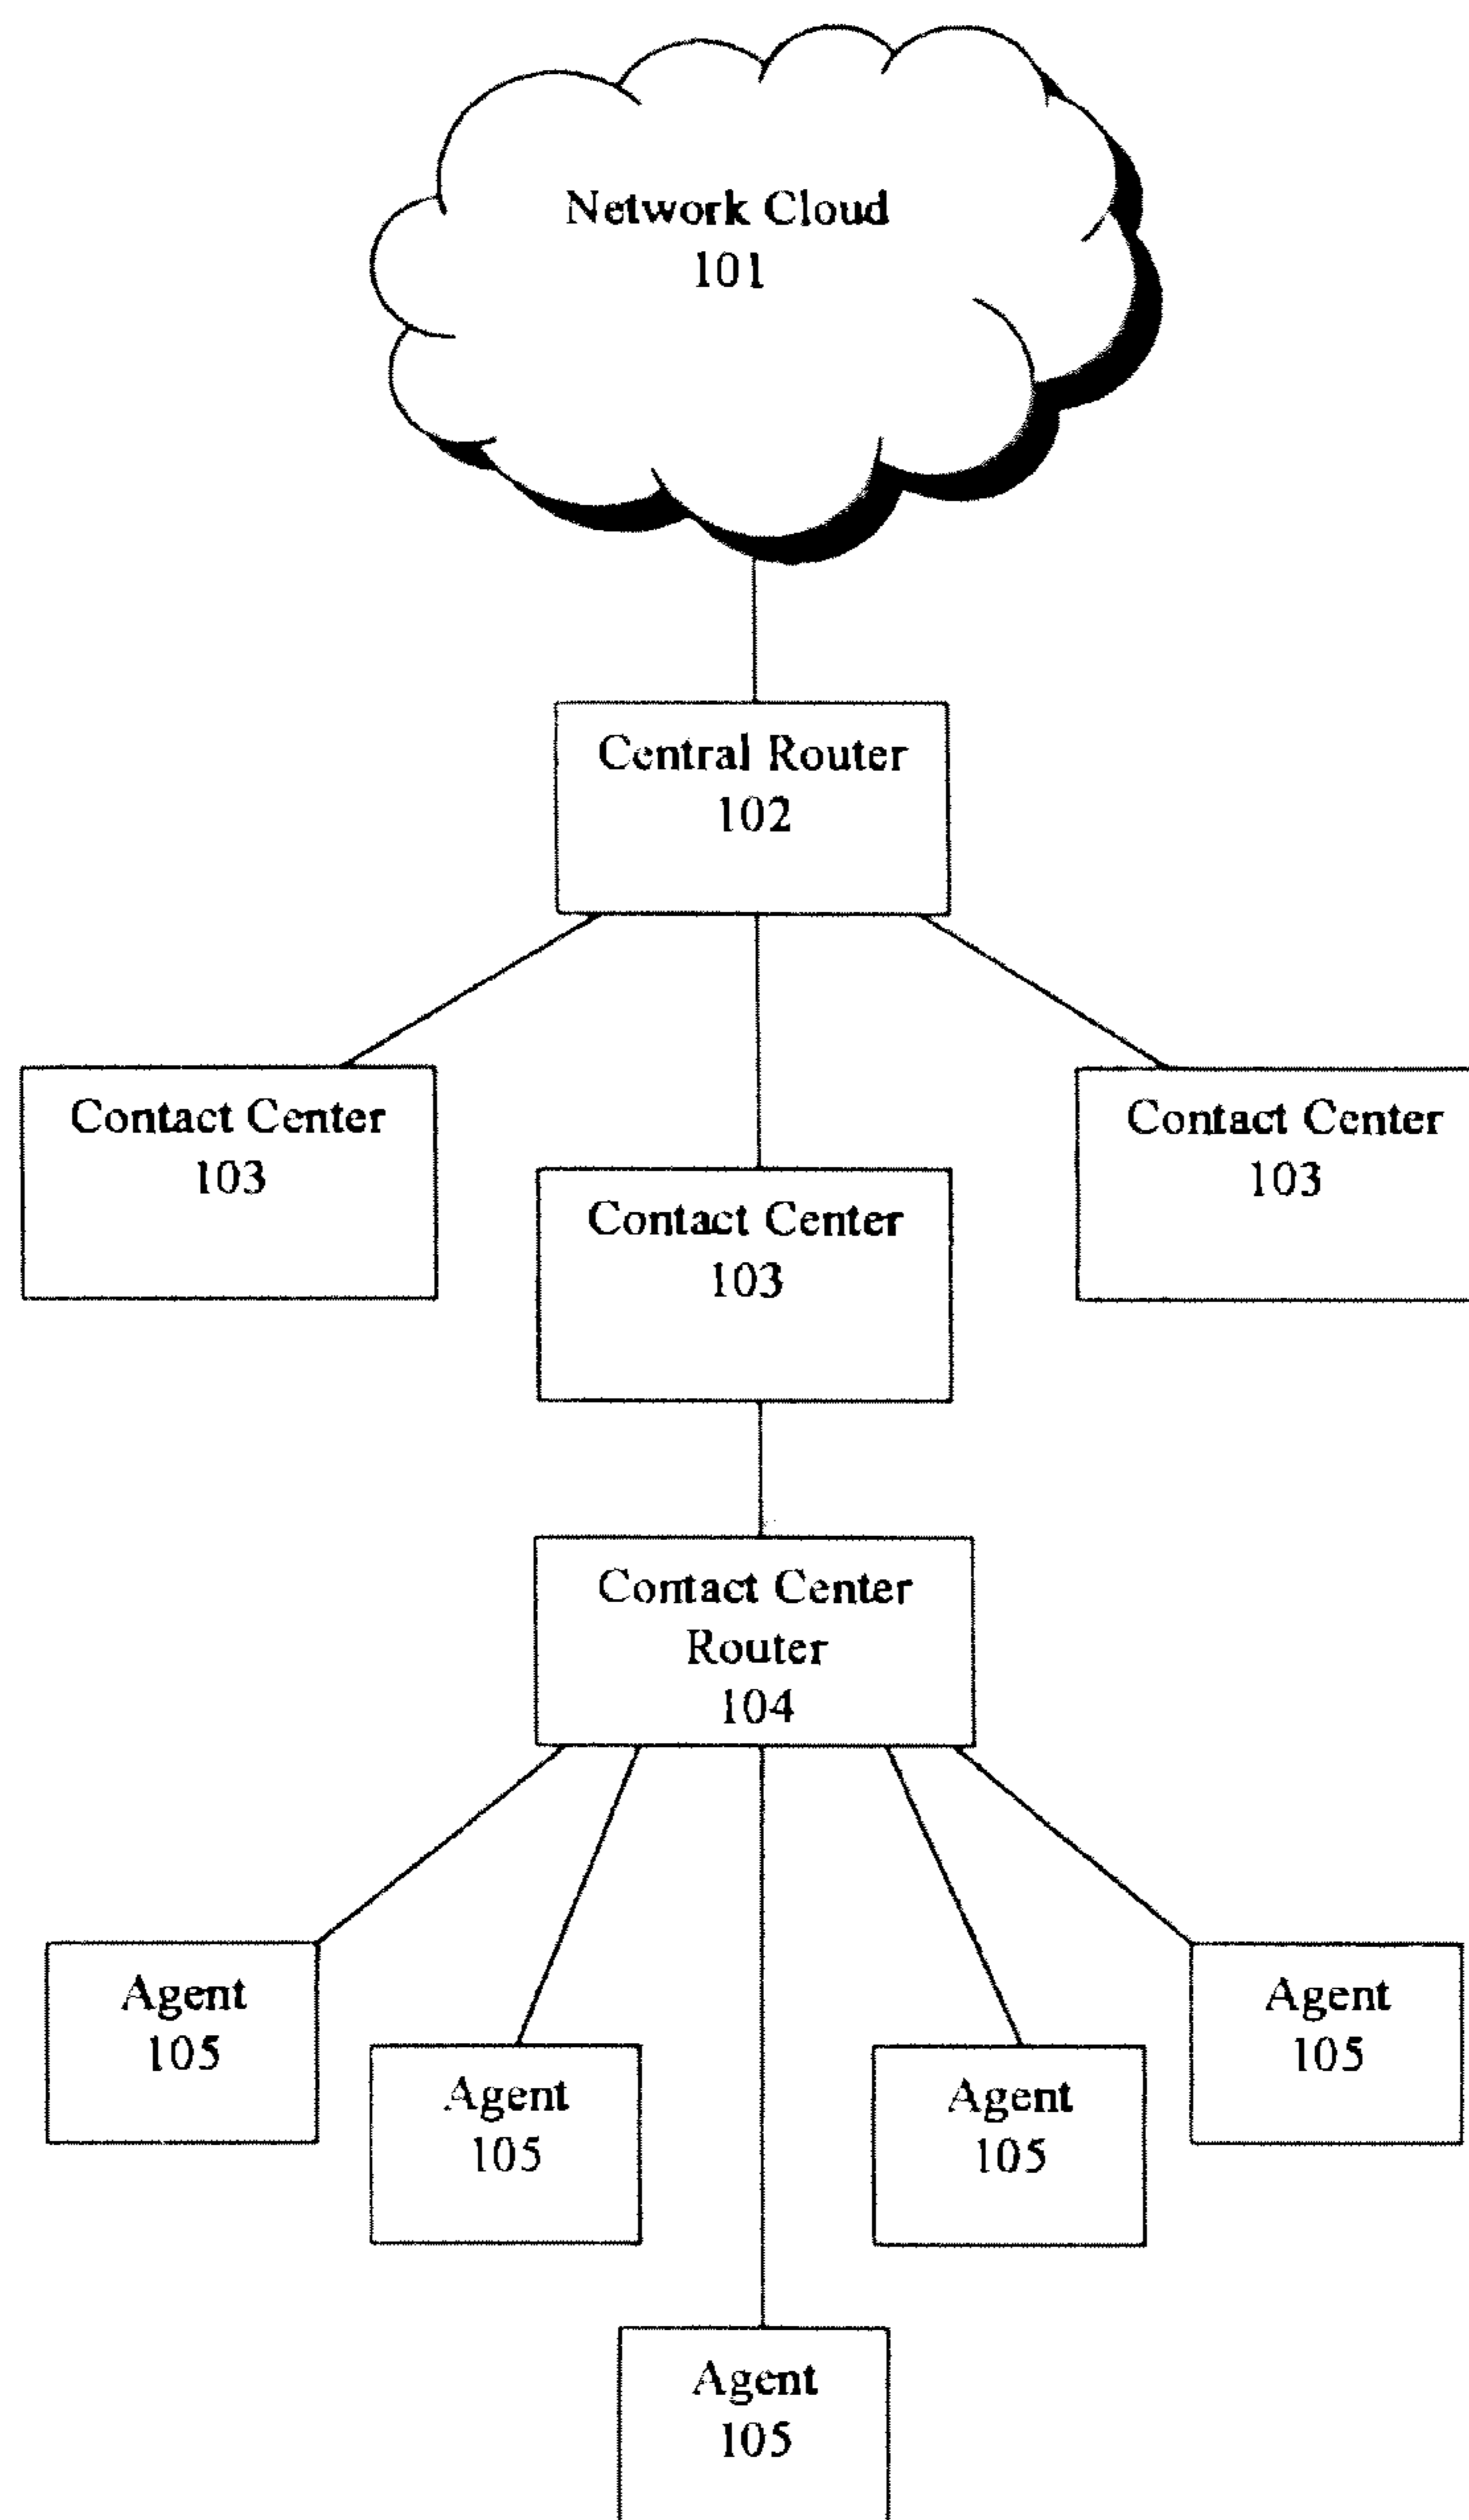 Network Cloud
101
Central Router
102
Contact Center
103
Contact Center
103
Contact Center
103
Contact Center
Router
104
Agent
105
Agent
105
Agent
105
Agent
105
Agent
105